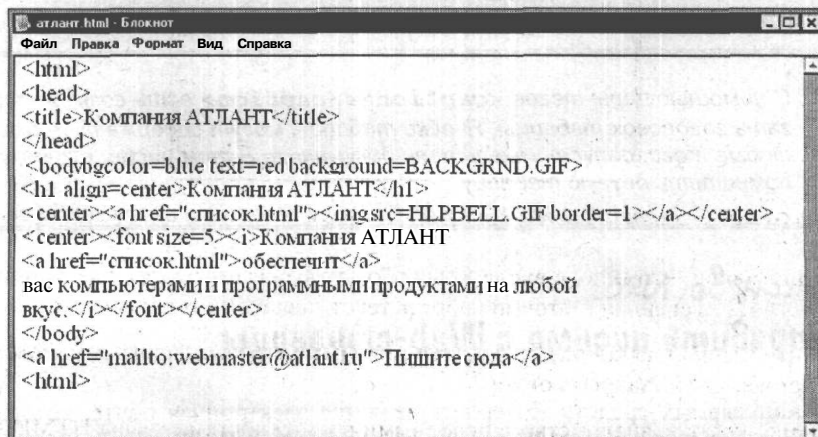 атлант.html - Блокнот
Файл Правка Формат Вид Справка
<html>
<head>
<title>Компания АТЛАНТ</title>
</head>
<bodybgcolor=blue text=red background=BACKGRND.GIF>
<h1 align=center>Компания АТЛАНТ</h1>
<center><a href="список.html"><img src=HLPBELL.GIF border=1></a></center>
<center><font size=5><i>Компания АТЛАНТ
<a href="список.html">обеспечит</a>
вас компьютерами и программными продуктами на любой
вкус.</i></font></center>
</body>
<a href="mailto;webmaster@atlant.ru">Пишите сюда</a>
<html>